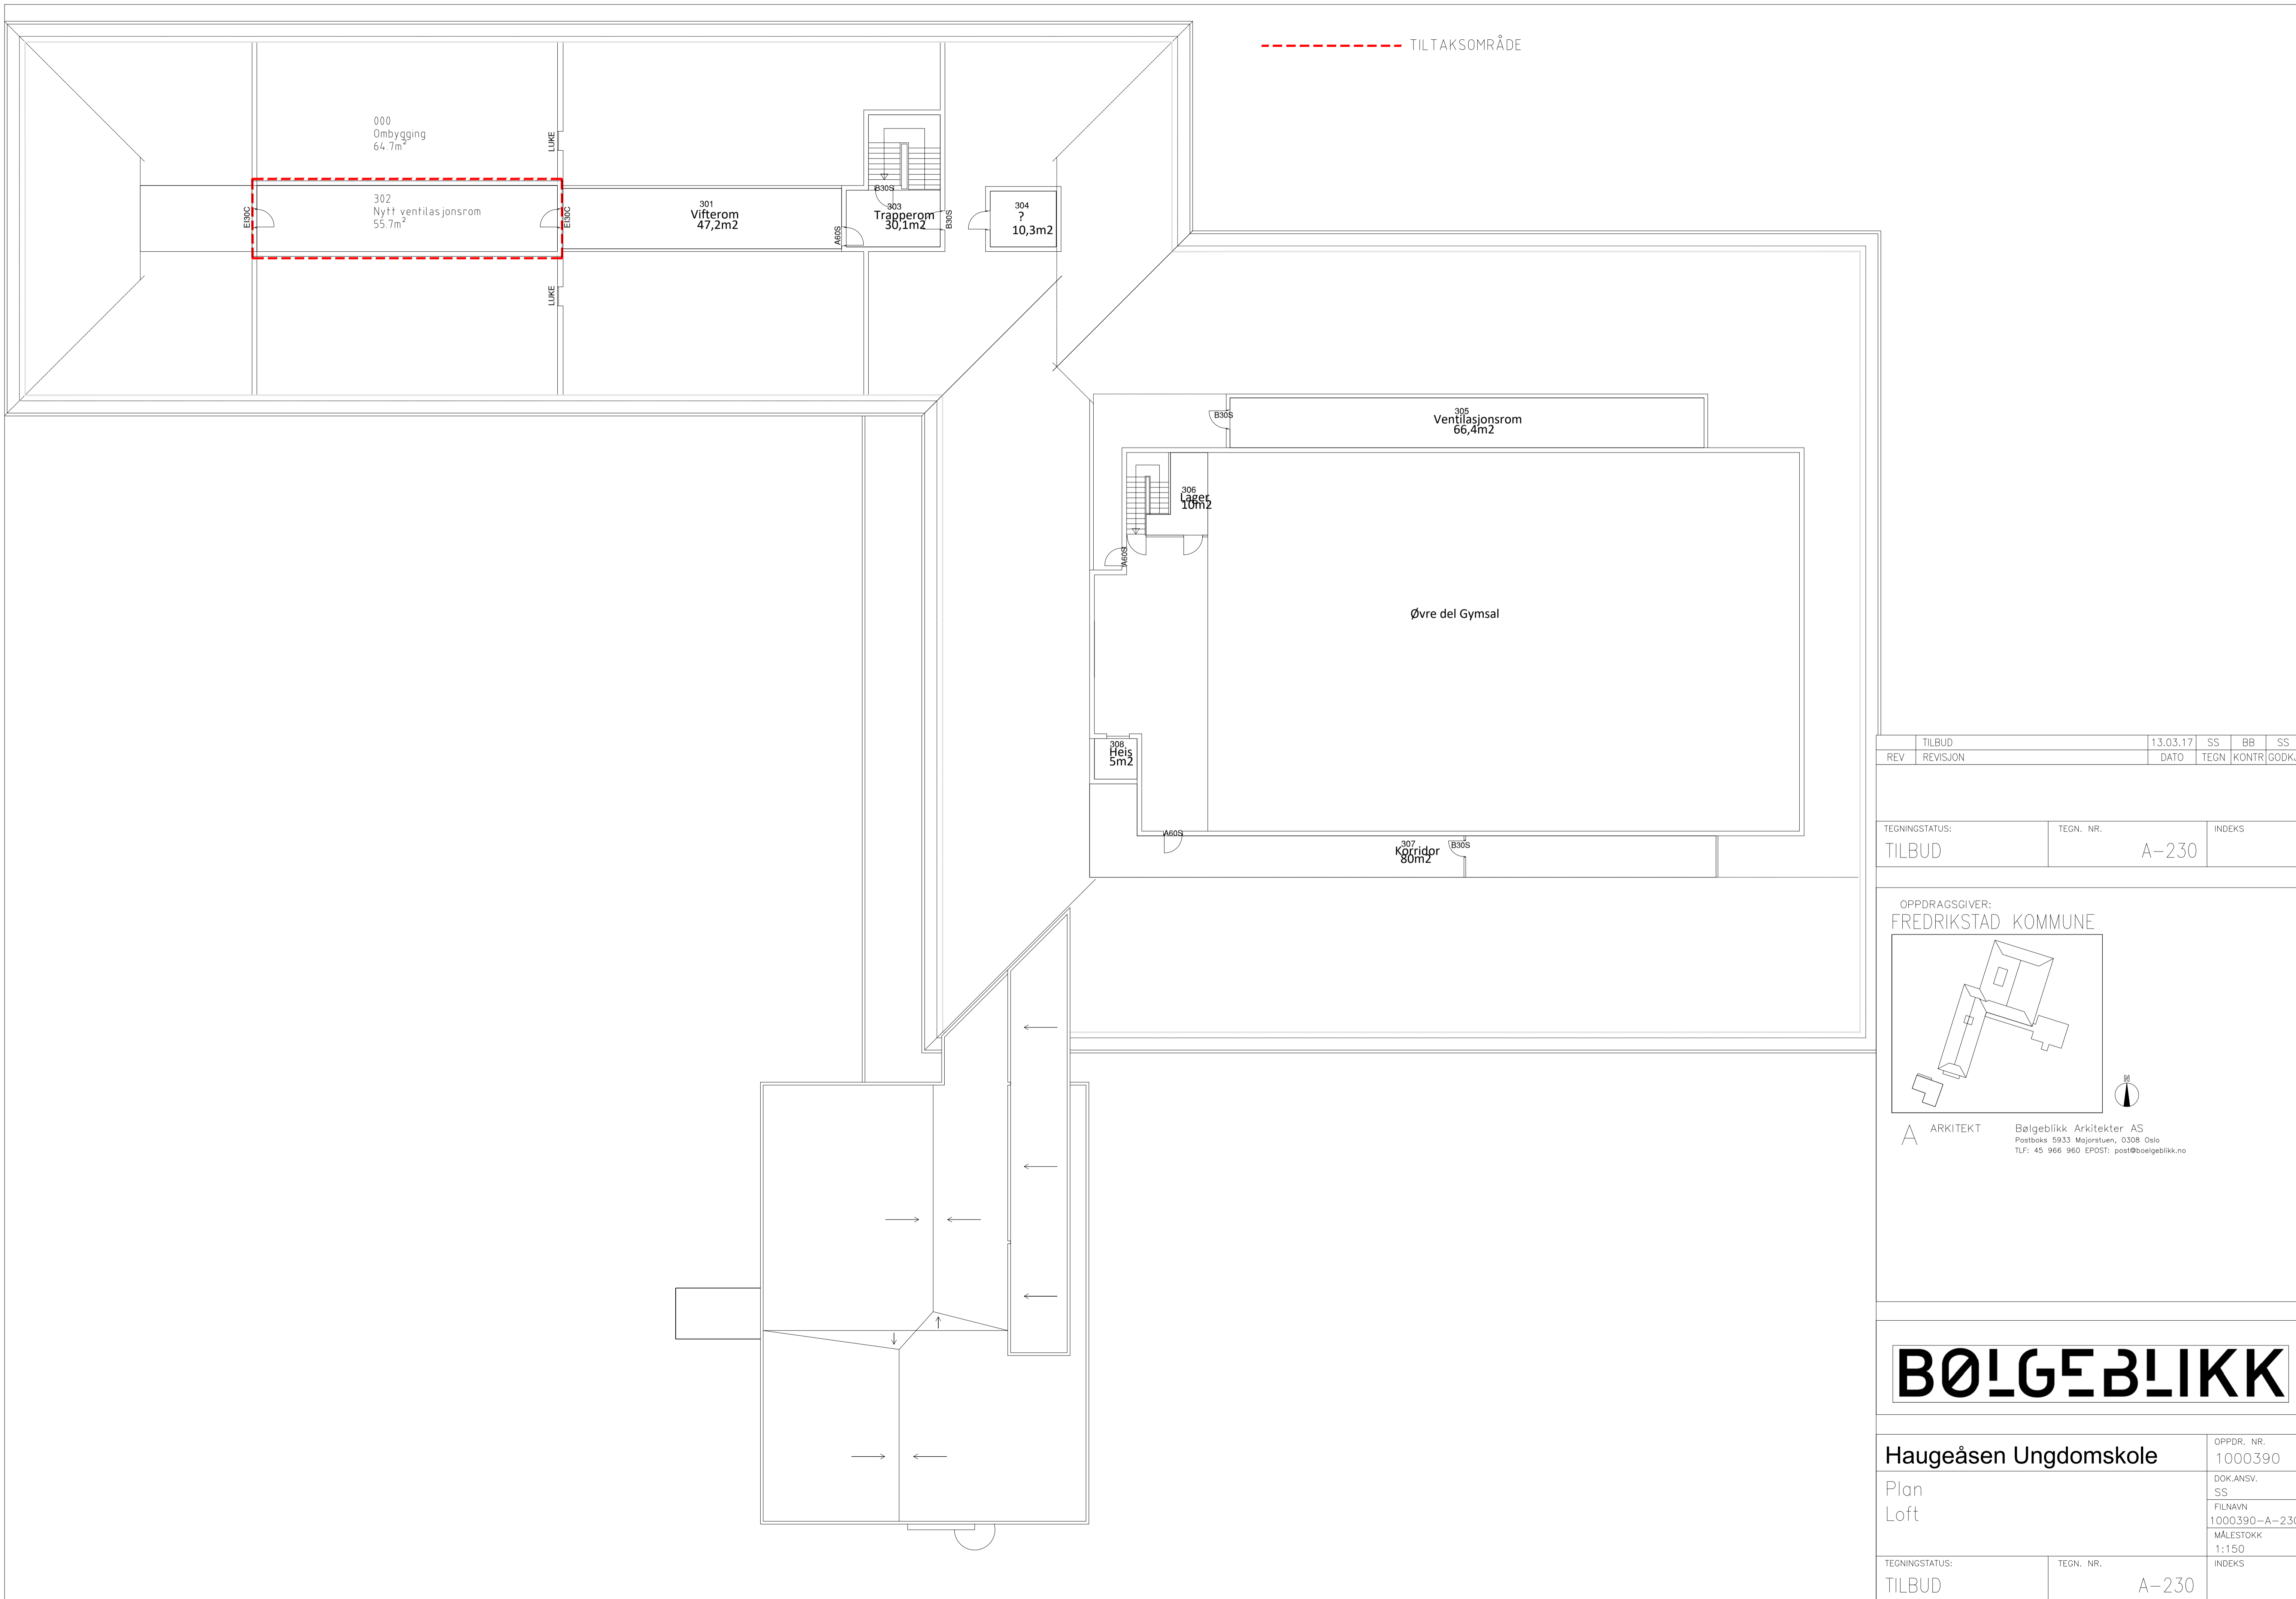 TILTAKSOMRÅDE
000
Ombygging
64.7m²
LUKE
302
Nytt ventilasjonsrom
55.7m²
EI30C
EI30C
LUKE
301
Vifterom
47,2m2
A60S
B30S
303
Trapperom
30,1m2
B30S
304
?
10,3m2
B30S
305
Ventilasjonsrom
66,4m2
306
Lager
10m2
A60S
Øvre del Gymsal
308
Heis
5m2
A60S
307
Korridor
80m2
B30S
TILBUD 13.03.17 SS BB SS
REV REVISJON DATO TEGN KONTR GODKJ
TEGNINGSTATUS: TEGN. NR. INDEKS
TILBUD A-230
OPPDRAGSGIVER:
FREDRIKSTAD KOMMUNE
N
A ARKITEKT Bølgeblikk Arkitekter AS
Postboks 5933 Majorstuen, 0308 Oslo
TLF: 45 966 960 EPOST: post@boelgeblikk.no
BØLGEBLIKK
Haugeåsen Ungdomskole
OPPDR. NR.
1000390
Plan
Loft
DOK.ANSV.
SS
FILNAVN
1000390-A-230
MÅLESTOKK
1:150
TEGNINGSTATUS: TEGN. NR. INDEKS
TILBUD A-230